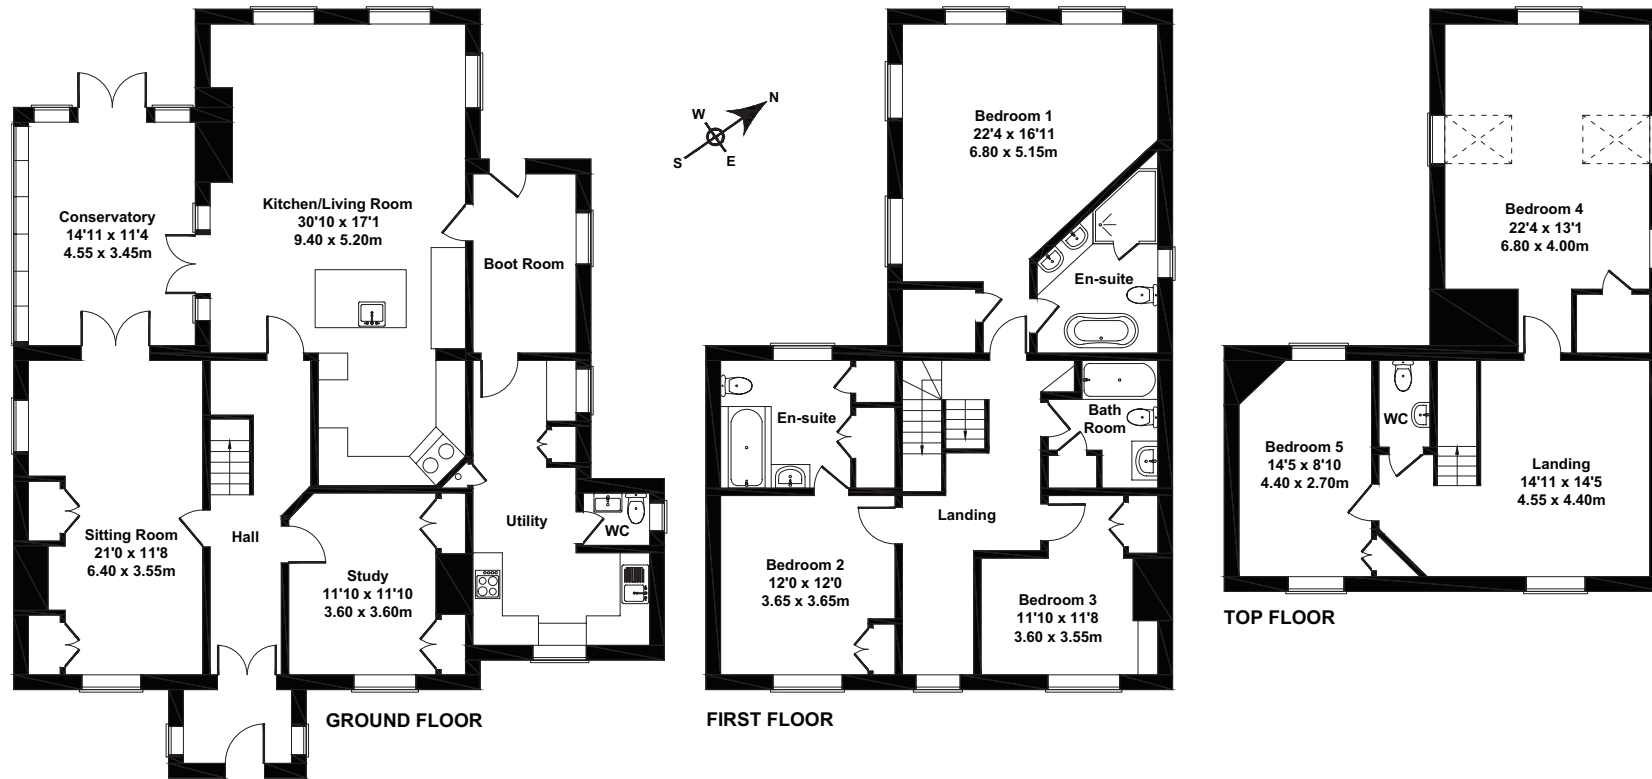 Conservatory
14'11 x 11'4
4.55 x 3.45m
Kitchen/Living Room
30'10 x 17'1
9.40 x 5.20m
Boot Room
Sitting Room
21'0 x 11'8
6.40 x 3.55m
Hall
Study
11'10 x 11'10
3.60 x 3.60m
Utility
WC
GROUND FLOOR
W
N
S
E
Bedroom 1
22'4 x 16'11
6.80 x 5.15m
En-suite
En-suite
Bath
Room
Landing
Bedroom 2
12'0 x 12'0
3.65 x 3.65m
Bedroom 3
11'10 x 11'8
3.60 x 3.55m
FIRST FLOOR
Bedroom 4
22'4 x 13'1
6.80 x 4.00m
WC
Bedroom 5
14'5 x 8'10
4.40 x 2.70m
Landing
14'11 x 14'5
4.55 x 4.40m
TOP FLOOR